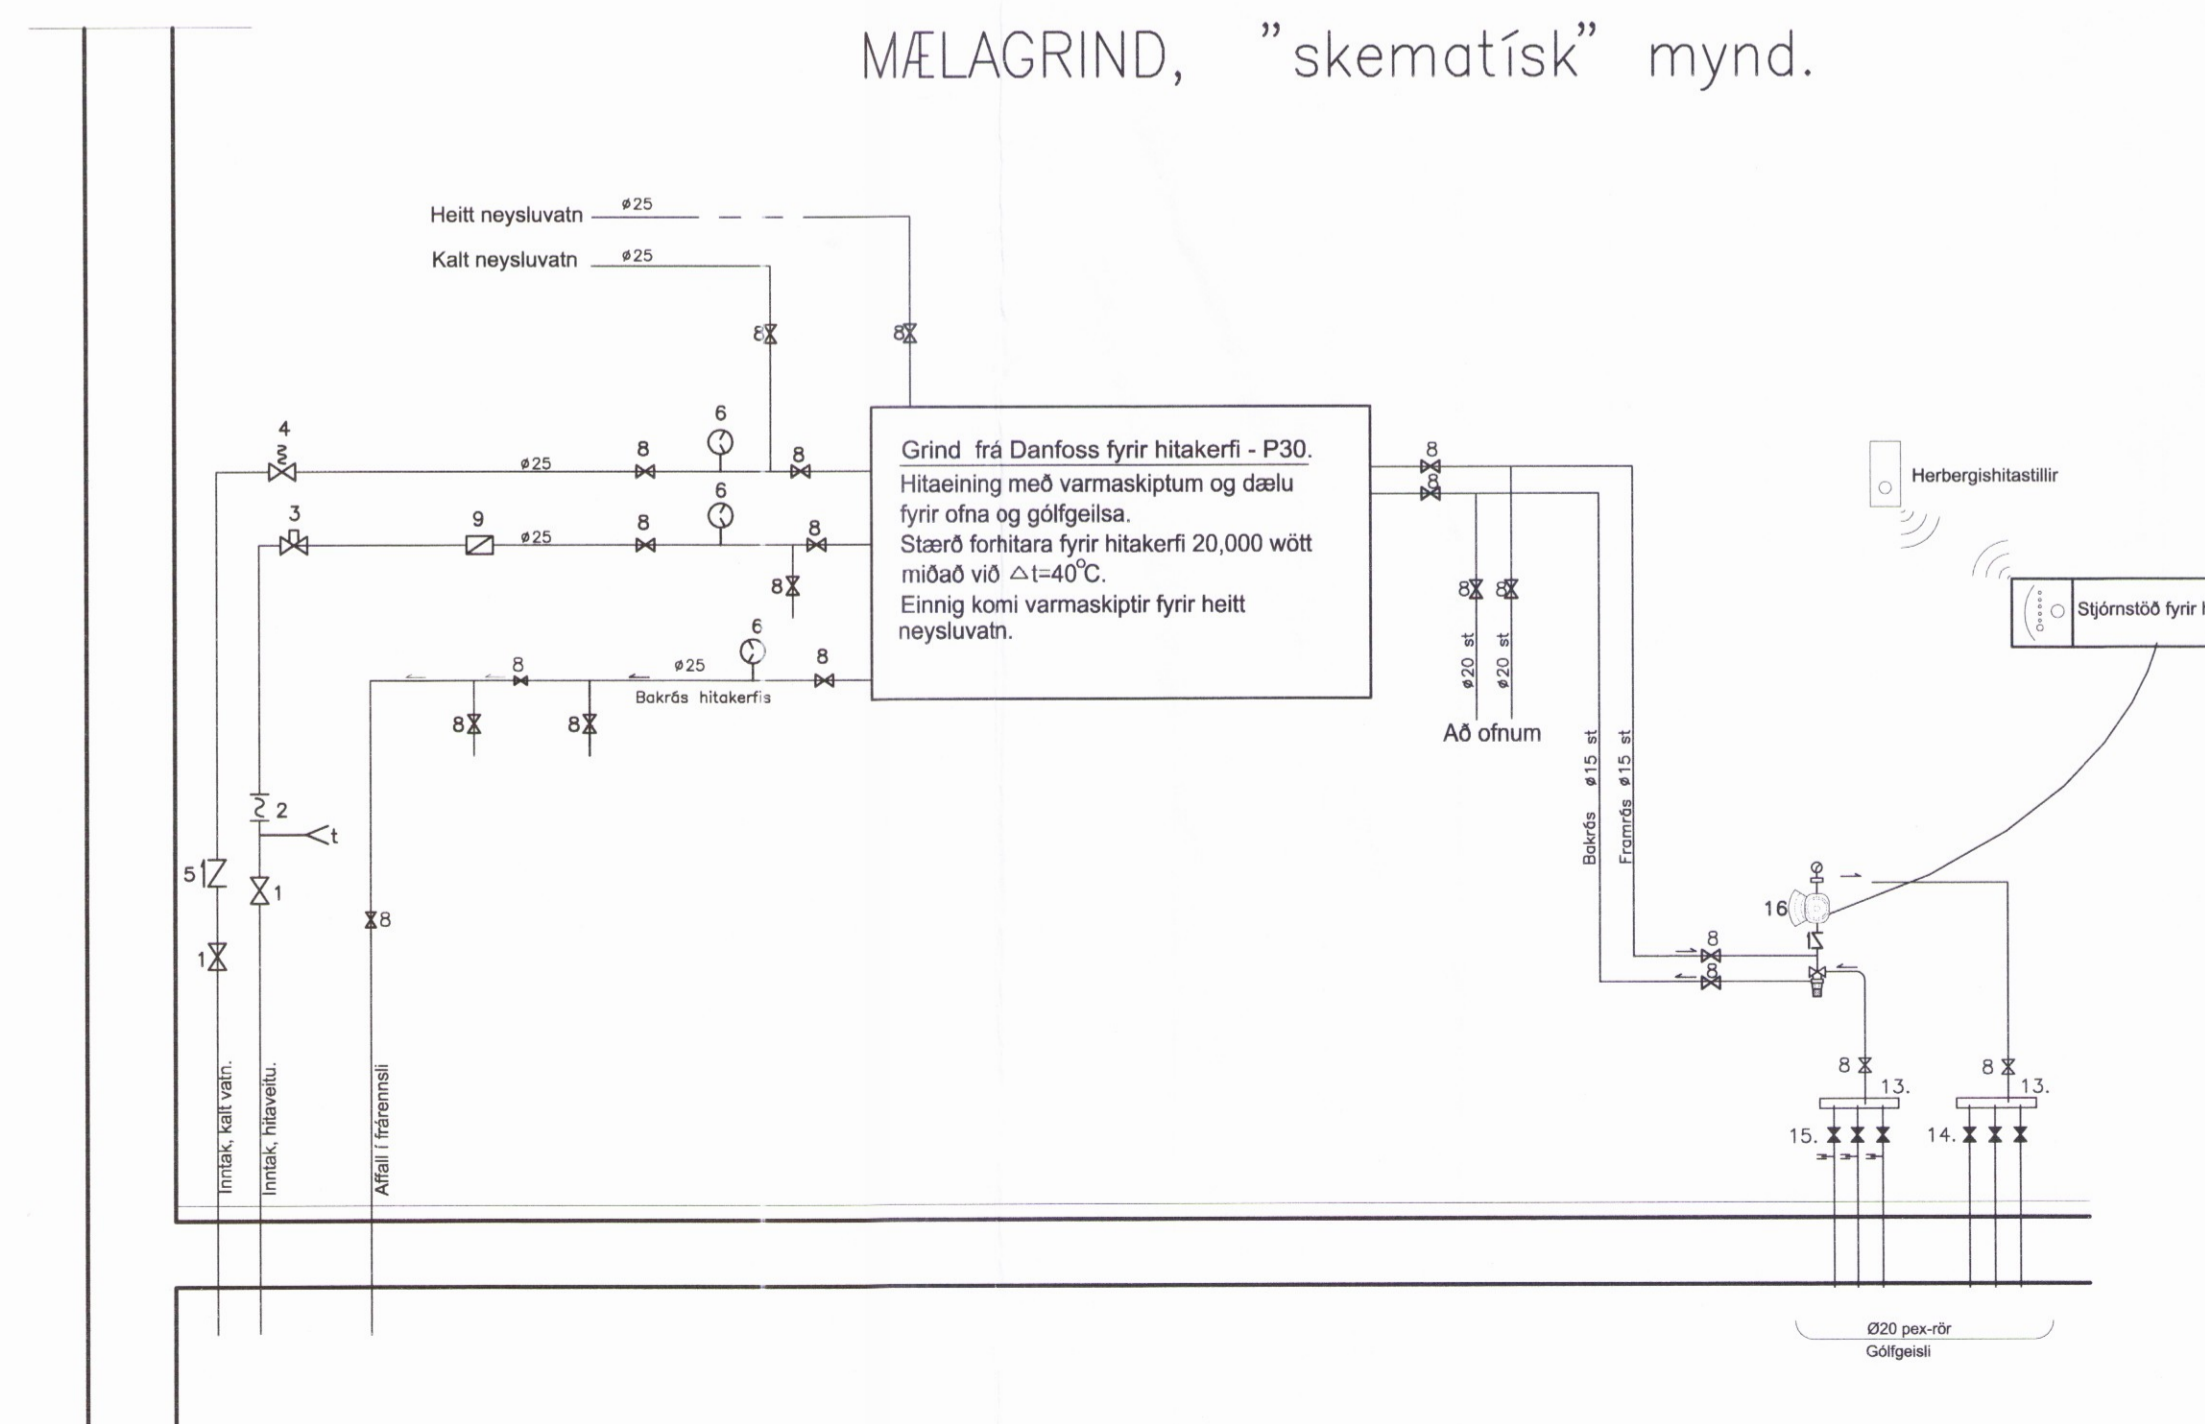 MÆLAGRIND, ”skematísk” mynd.
Heitt neysluvatn ø25
Kalt neysluvatn ø25
8
8
4
ø25
8
6
8
3
9
ø25
8
6
8
8
Grind frá Danfoss fyrir hitakerfi - P30.
Hitaeining með varmaskiptum og dælu
fyrir ofna og gólfgeilsa.
Stærð forhitara fyrir hitakerfi 20,000 wött
miðað við △t=40°C.
Einnig komi varmaskiptir fyrir heitt
neysluvatn.
8
8
8
8
ø20 st
ø20 st
Að ofnum
Herbergishitastillir
Stjórnstöð fyrir
8
ø25
6
8
Bakrás hitakerfis
8
8
2
t
5
1
1
8
Bakrás ø15 st
Framrás ø15 st
16
8
8
8
13.
8
13.
15.
14.
Inntak, kalt vatn.
Inntak, hitaveitu.
Affall í frárennsli
Ø20 pex-rör
Gólfgeisli